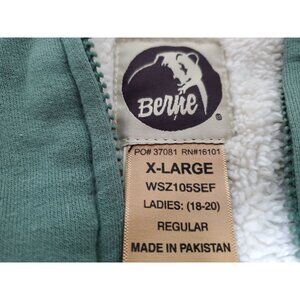 Berne
®
PO# 37081 RN#16101
X-LARGE
WSZ105SEF
LADIES: (18-20)
REGULAR
MADE IN PAKISTAN